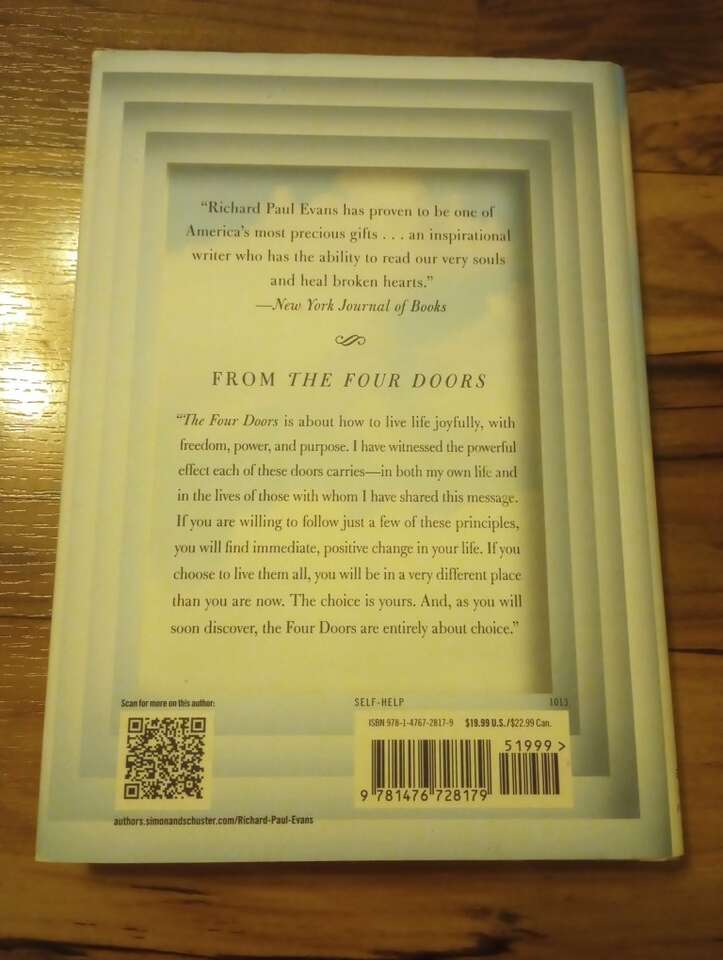 “Richard Paul Evans has proven to be one of
America’s most precious gifts . . . an inspirational
writer who has the ability to read our very souls
and heal broken hearts.”
—New York Journal of Books
FROM THE FOUR DOORS
“The Four Doors is about how to live life joyfully, with
freedom, power, and purpose. I have witnessed the powerful
effect each of these doors carries—in both my own life and
in the lives of those with whom I have shared this message.
If you are willing to follow just a few of these principles,
you will find immediate, positive change in your life. If you
choose to live them all, you will be in a very different place
than you are now. The choice is yours. And, as you will
soon discover, the Four Doors are entirely about choice.”
Scan for more on this author:
authors.simonandschuster.com/Richard-Paul-Evans
SELF-HELP 1013
ISBN 978-1-4767-2817-9 $19.99 U.S./$22.99 Can.
51999 >
9 781476 728179